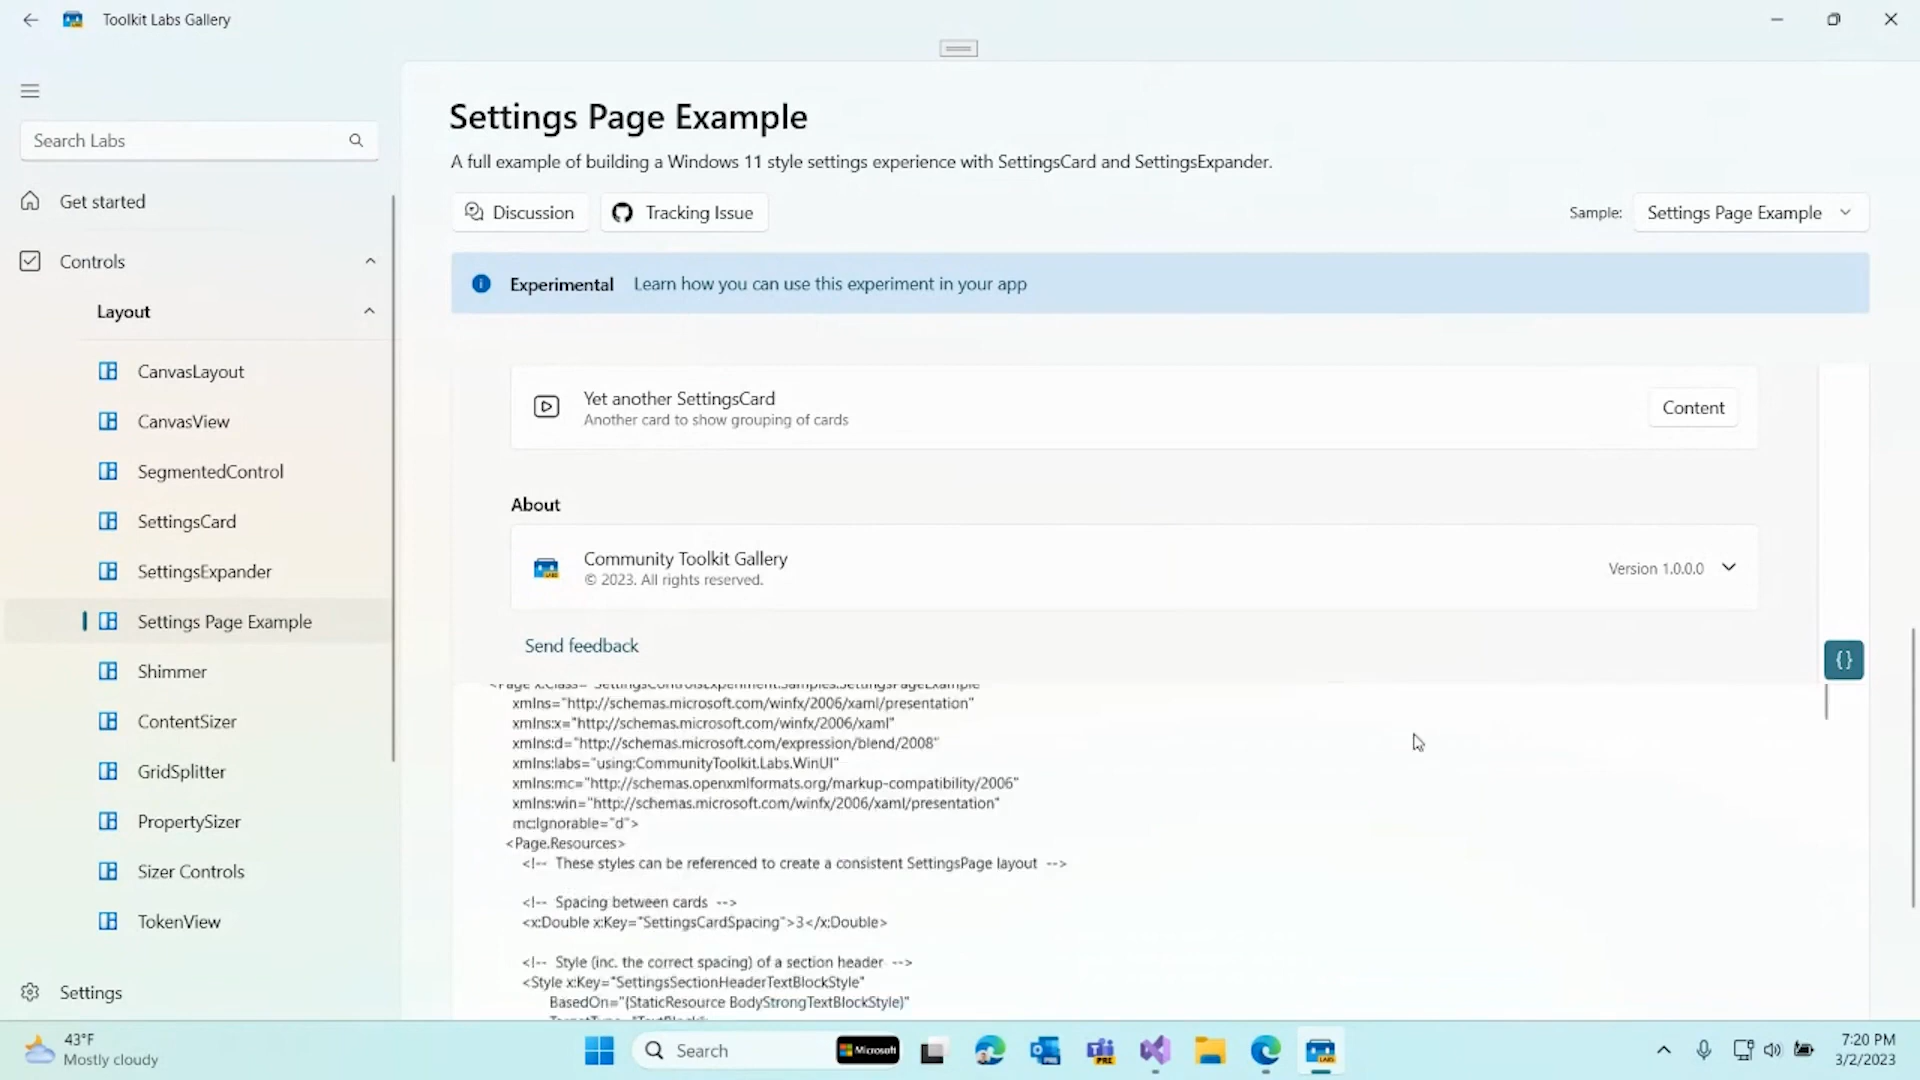 Toolkit Labs Gallery
Search Labs
Get started
Controls
Layout
CanvasLayout
CanvasView
SegmentedControl
SettingsCard
SettingsExpander
Settings Page Example
Shimmer
ContentSizer
GridSplitter
PropertySizer
Sizer Controls
TokenView
Settings
Settings Page Example
A full example of building a Windows 11 style settings experience with SettingsCard and SettingsExpander.
Discussion
Tracking Issue
Sample:
Settings Page Example
Experimental Learn how you can use this experiment in your app
Yet another SettingsCard
Another card to show grouping of cards
Content
About
Community Toolkit Gallery
© 2023. All rights reserved.
Version 1.0.0.0
Send feedback
{}
<Page x:Class="SettingsControlsExperiment.Samples.SettingsPageExample"
xmlns="http://schemas.microsoft.com/winfx/2006/xaml/presentation"
xmlns:x="http://schemas.microsoft.com/winfx/2006/xaml"
xmlns:d="http://schemas.microsoft.com/expression/blend/2008"
xmlns:labs="using:CommunityToolkit.Labs.WinUI"
xmlns:mc="http://schemas.openxmlformats.org/markup-compatibility/2006"
xmlns:win="http://schemas.microsoft.com/winfx/2006/xaml/presentation"
mc:Ignorable="d">
<Page.Resources>
<!-- These styles can be referenced to create a consistent SettingsPage layout -->
<!-- Spacing between cards -->
<x:Double x:Key="SettingsCardSpacing">3</x:Double>
<!-- Style (inc. the correct spacing) of a section header -->
<Style x:Key="SettingsSectionHeaderTextBlockStyle"
BasedOn="{StaticResource BodyStrongTextBlockStyle}"
TargetType="TextBlock">
43°F
Mostly cloudy
Search
Microsoft
7:20 PM
3/2/2023